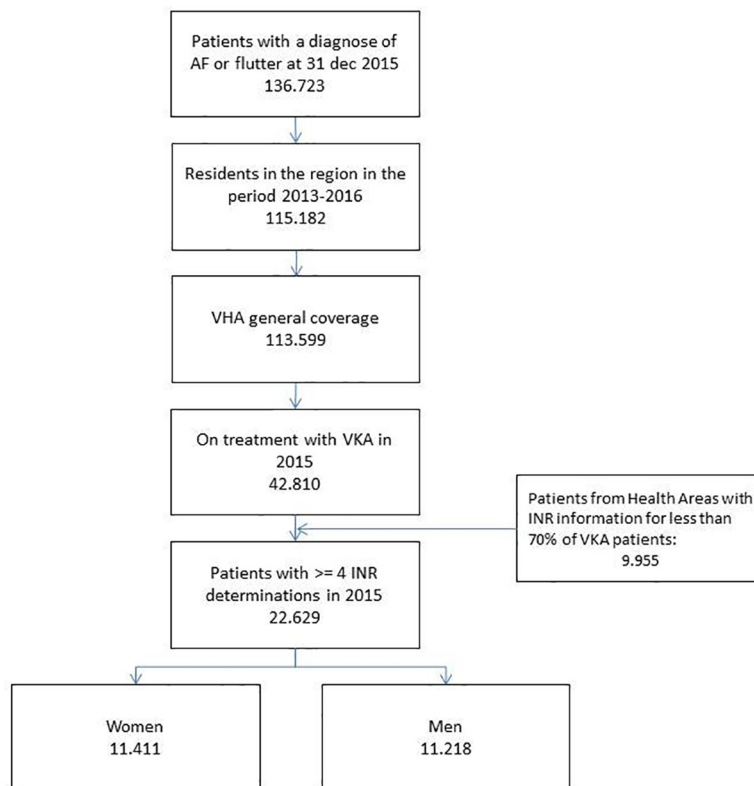 Patients with a diagnose of
AF or flutter at 31 dec 2015
136.723
Residents in the region in the
period 2013-2016
115.182
VHA general coverage
113.599
On treatment with VKA in
2015
42.810
Patients from Health Areas with
INR information for less than
70% of VKA patients:
9.955
Patients with >= 4 INR
determinations in 2015
22.629
Women
11.411
Men
11.218